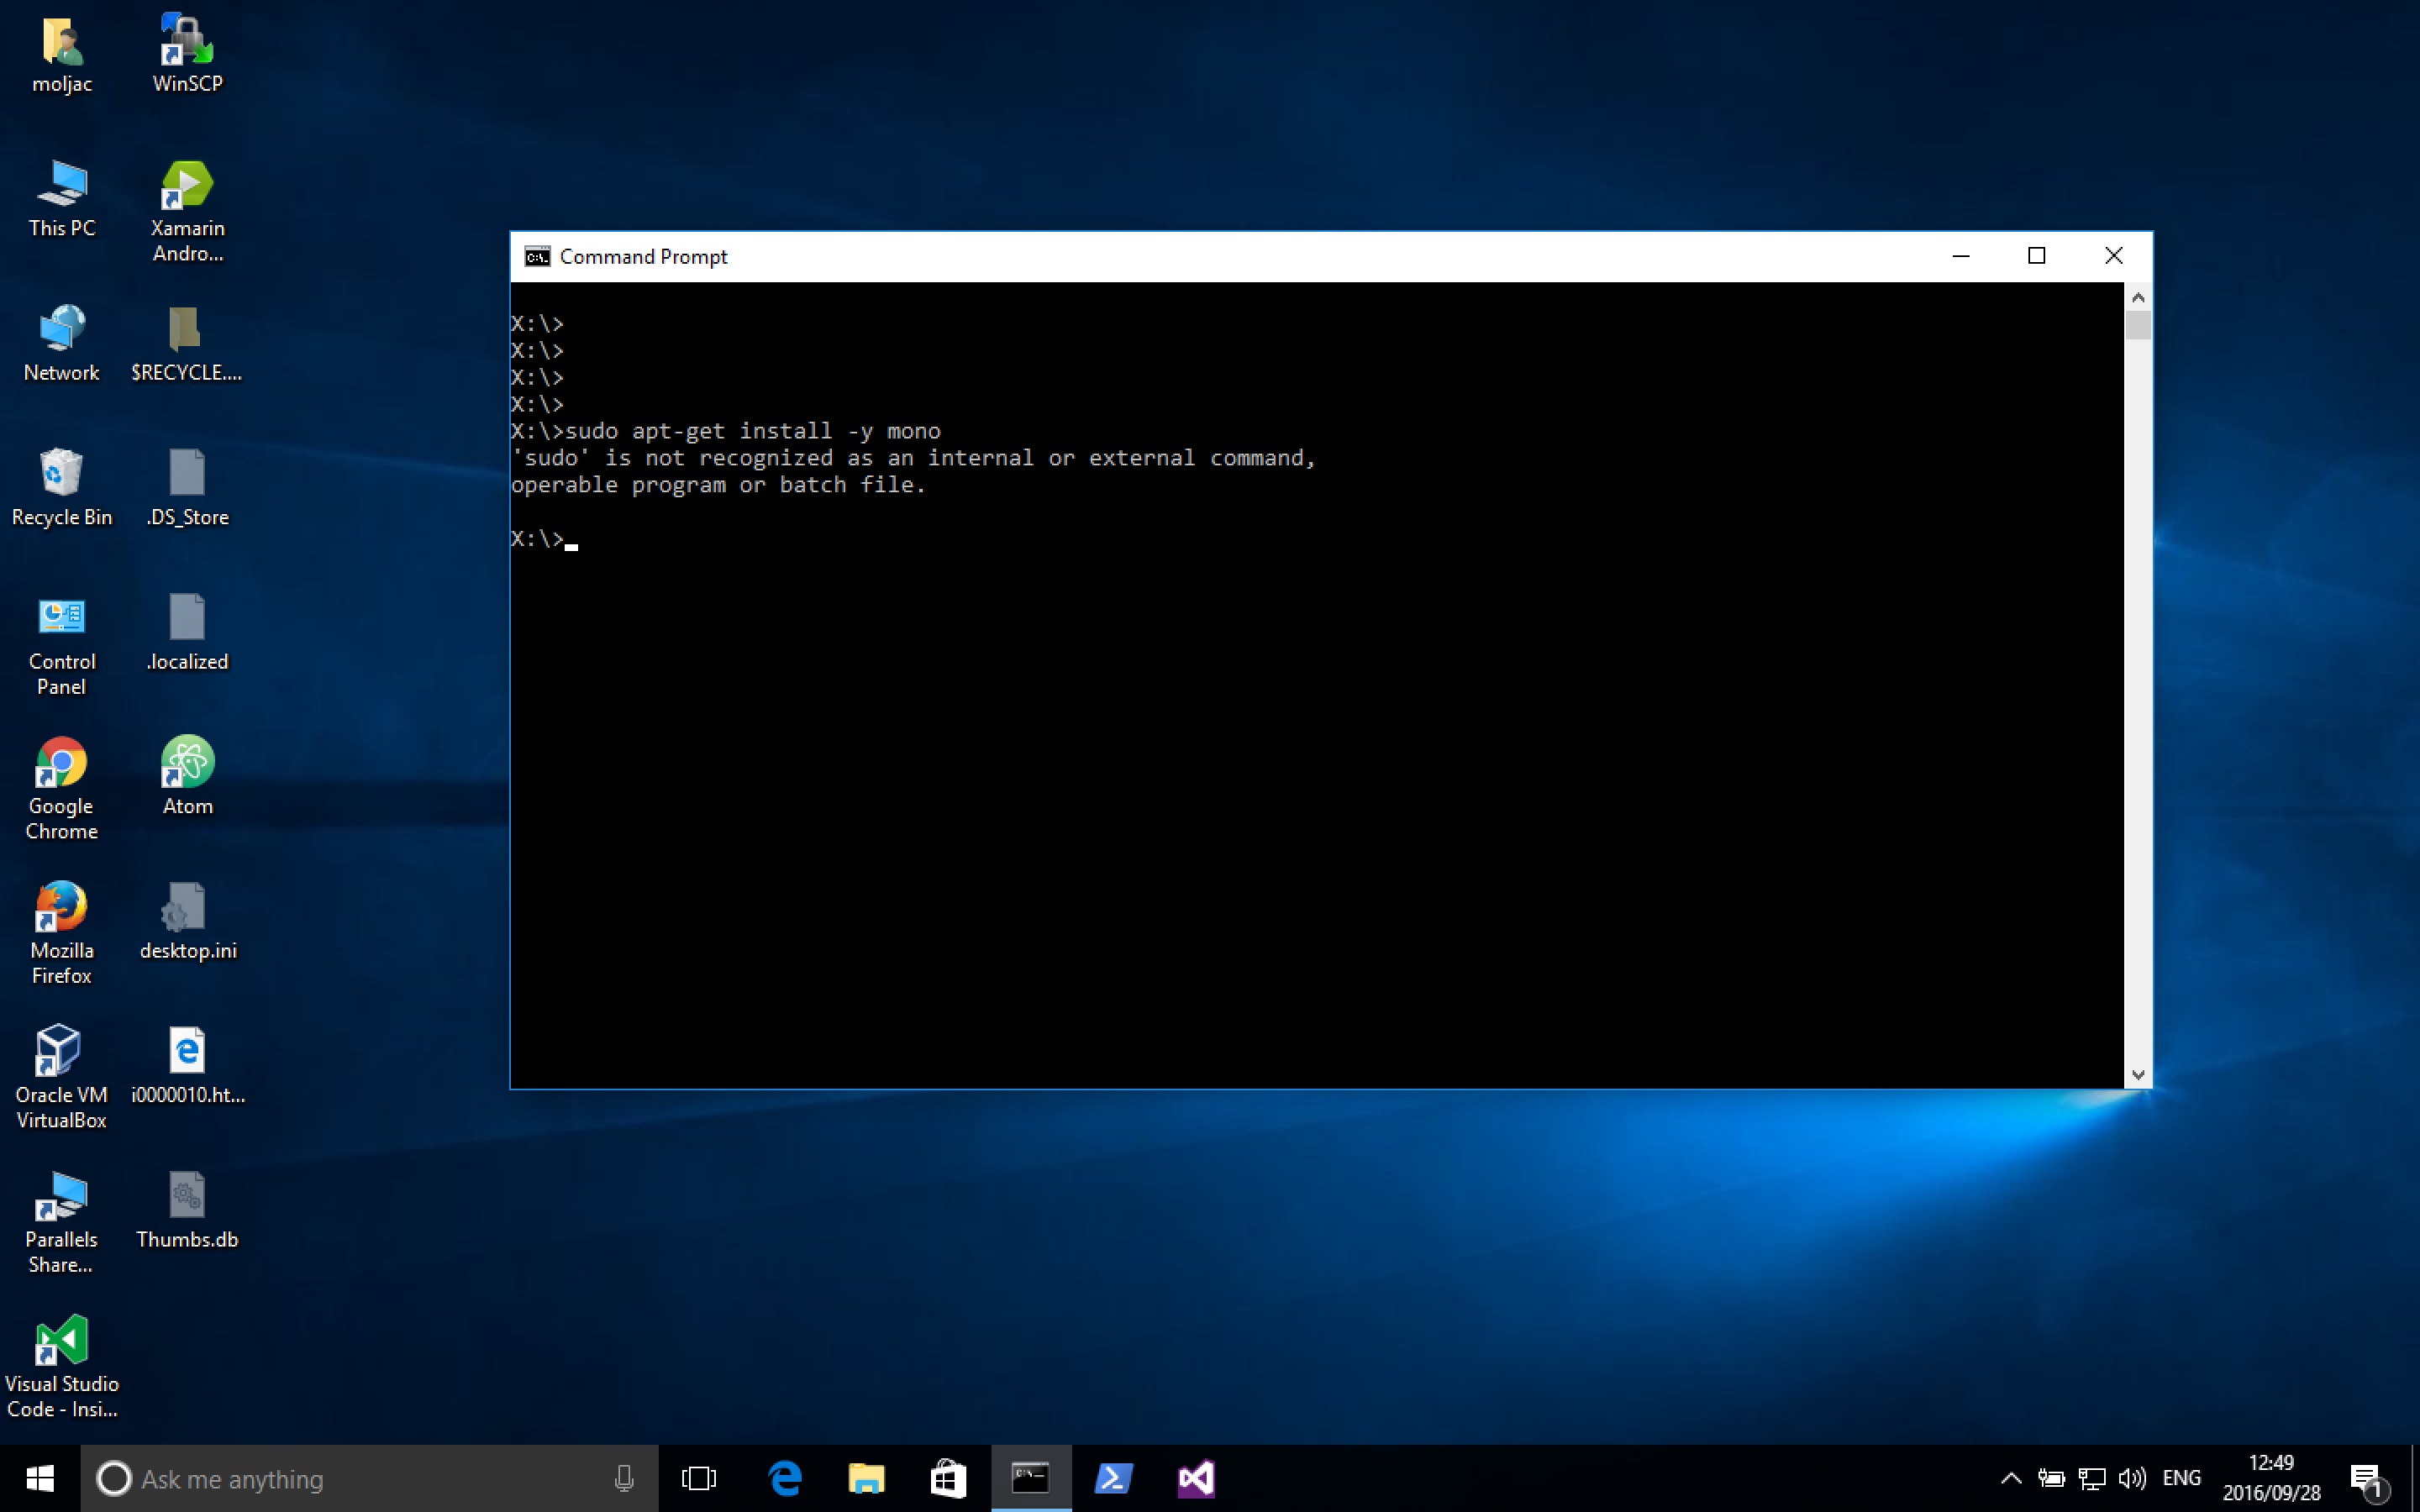 moljac
WinSCP
This PC
Xamarin
Andro...
Network
$RECYCLE....
Recycle Bin
.DS_Store
Control
Panel
.localized
Google
Chrome
Atom
Mozilla
Firefox
desktop.ini
Oracle VM
VirtualBox
i0000010.ht...
Parallels
Share...
Thumbs.db
Visual Studio
Code - Insi...
Command Prompt
X:\>
X:\>
X:\>
X:\>
X:\>sudo apt-get install -y mono
'sudo' is not recognized as an internal or external command,
operable program or batch file.
X:\>
Ask me anything
ENG
12:49
2016/09/28
1